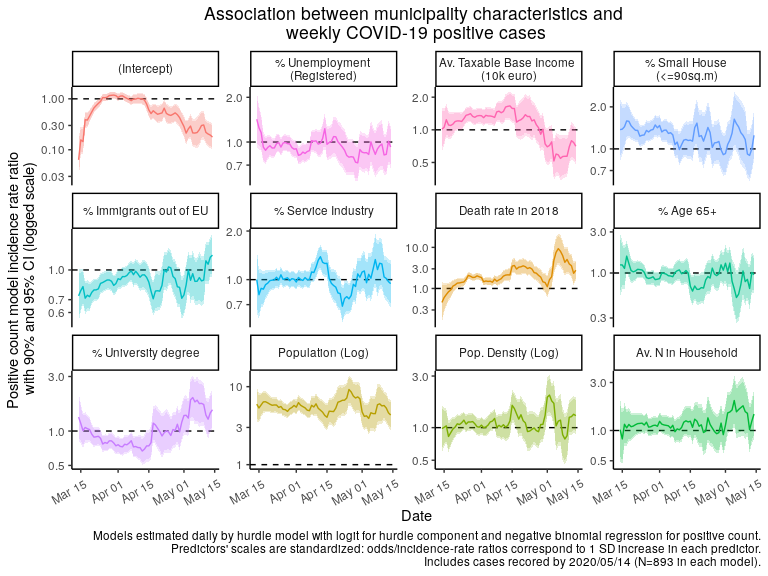 Association between municipality characteristics and
weekly COVID-19 positive cases
Positive count model incidence rate ratio
with 90% and 95% CI (logged scale)
(Intercept)
1.00
0.30
0.10
0.03
% Unemployment
(Registered)
2.0
1.0
0.7
Av. Taxable Base Income
(10k euro)
2.0
1.0
0.5
% Small House
(<=90sq.m)
2.0
1.0
0.7
% Immigrants out of EU
1.0
0.7
0.6
% Service Industry
2.0
1.0
0.7
Death rate in 2018
10.0
3.0
1.0
0.3
% Age 65+
3.0
1.0
0.3
% University degree
3.0
1.0
0.5
Mar 15 Apr 01 Apr 15 May 01 May 15
Population (Log)
10
3
1
Mar 15 Apr 01 Apr 15 May 01 May 15
Pop. Density (Log)
3.0
1.0
0.5
Mar 15 Apr 01 Apr 15 May 01 May 15
Av. N in Household
3.0
1.0
0.5
Mar 15 Apr 01 Apr 15 May 01 May 15
Date
Models estimated daily by hurdle model with logit for hurdle component and negative binomial regression for positive count.
Predictors' scales are standardized: odds/incidence-rate ratios correspond to 1 SD increase in each predictor.
Includes cases recored by 2020/05/14 (N=893 in each model).